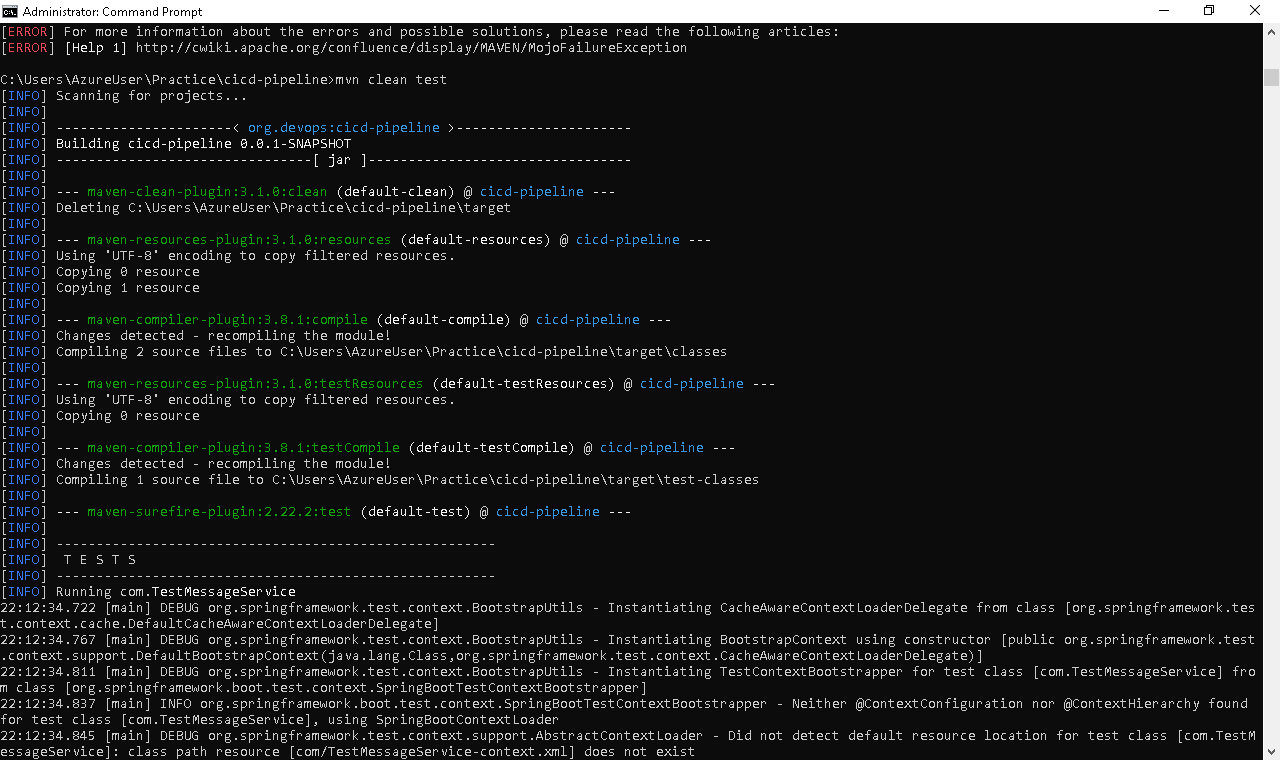 Administrator: Command Prompt
[ERROR] For more information about the errors and possible solutions, please read the following articles:
[ERROR] [Help 1] http://cwiki.apache.org/confluence/display/MAVEN/MojoFailureException
C:\Users\AzureUser\Practice\cicd-pipeline>mvn clean test
[INFO] Scanning for projects...
[INFO]
[INFO] ----------------------< org.devops:cicd-pipeline >----------------------
[INFO] Building cicd-pipeline 0.0.1-SNAPSHOT
[INFO] --------------------------------[ jar ]---------------------------------
[INFO]
[INFO] --- maven-clean-plugin:3.1.0:clean (default-clean) @ cicd-pipeline ---
[INFO] Deleting C:\Users\AzureUser\Practice\cicd-pipeline\target
[INFO]
[INFO] --- maven-resources-plugin:3.1.0:resources (default-resources) @ cicd-pipeline ---
[INFO] Using 'UTF-8' encoding to copy filtered resources.
[INFO] Copying 0 resource
[INFO] Copying 1 resource
[INFO]
[INFO] --- maven-compiler-plugin:3.8.1:compile (default-compile) @ cicd-pipeline ---
[INFO] Changes detected - recompiling the module!
[INFO] Compiling 2 source files to C:\Users\AzureUser\Practice\cicd-pipeline\target\classes
[INFO]
[INFO] --- maven-resources-plugin:3.1.0:testResources (default-testResources) @ cicd-pipeline ---
[INFO] Using 'UTF-8' encoding to copy filtered resources.
[INFO] Copying 0 resource
[INFO]
[INFO] --- maven-compiler-plugin:3.8.1:testCompile (default-testCompile) @ cicd-pipeline ---
[INFO] Changes detected - recompiling the module!
[INFO] Compiling 1 source file to C:\Users\AzureUser\Practice\cicd-pipeline\target\test-classes
[INFO]
[INFO] --- maven-surefire-plugin:2.22.2:test (default-test) @ cicd-pipeline ---
[INFO]
[INFO] -------------------------------------------------------
[INFO]  T E S T S
[INFO] -------------------------------------------------------
[INFO] Running com.TestMessageService
22:12:34.722 [main] DEBUG org.springframework.test.context.BootstrapUtils - Instantiating CacheAwareContextLoaderDelegate from class [org.springframework.tes
t.context.cache.DefaultCacheAwareContextLoaderDelegate]
22:12:34.767 [main] DEBUG org.springframework.test.context.BootstrapUtils - Instantiating BootstrapContext using constructor [public org.springframework.test
.context.support.DefaultBootstrapContext(java.lang.Class,org.springframework.test.context.CacheAwareContextLoaderDelegate)]
22:12:34.811 [main] DEBUG org.springframework.test.context.BootstrapUtils - Instantiating TestContextBootstrapper for test class [com.TestMessageService] fro
m class [org.springframework.boot.test.context.SpringBootTestContextBootstrapper]
22:12:34.837 [main] INFO org.springframework.boot.test.context.SpringBootTestContextBootstrapper - Neither @ContextConfiguration nor @ContextHierarchy found
for test class [com.TestMessageService], using SpringBootContextLoader
22:12:34.845 [main] DEBUG org.springframework.test.context.support.AbstractContextLoader - Did not detect default resource location for test class [com.TestM
essageService]: class path resource [com/TestMessageService-context.xml] does not exist